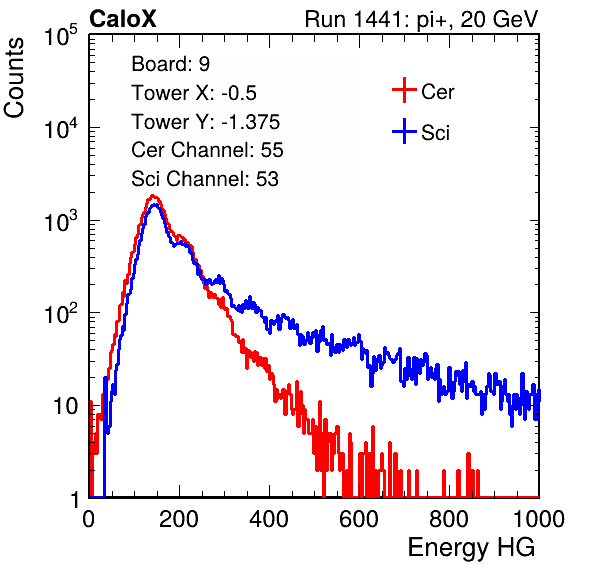 CaloX Run 1441: pi+, 20 GeV
Counts
10^5
10^4
10^3
10^2
10
1
Board: 9
Tower X: -0.5
Tower Y: -1.375
Cer Channel: 55
Sci Channel: 53
Cer
Sci
0 200 400 600 800 1000
Energy HG